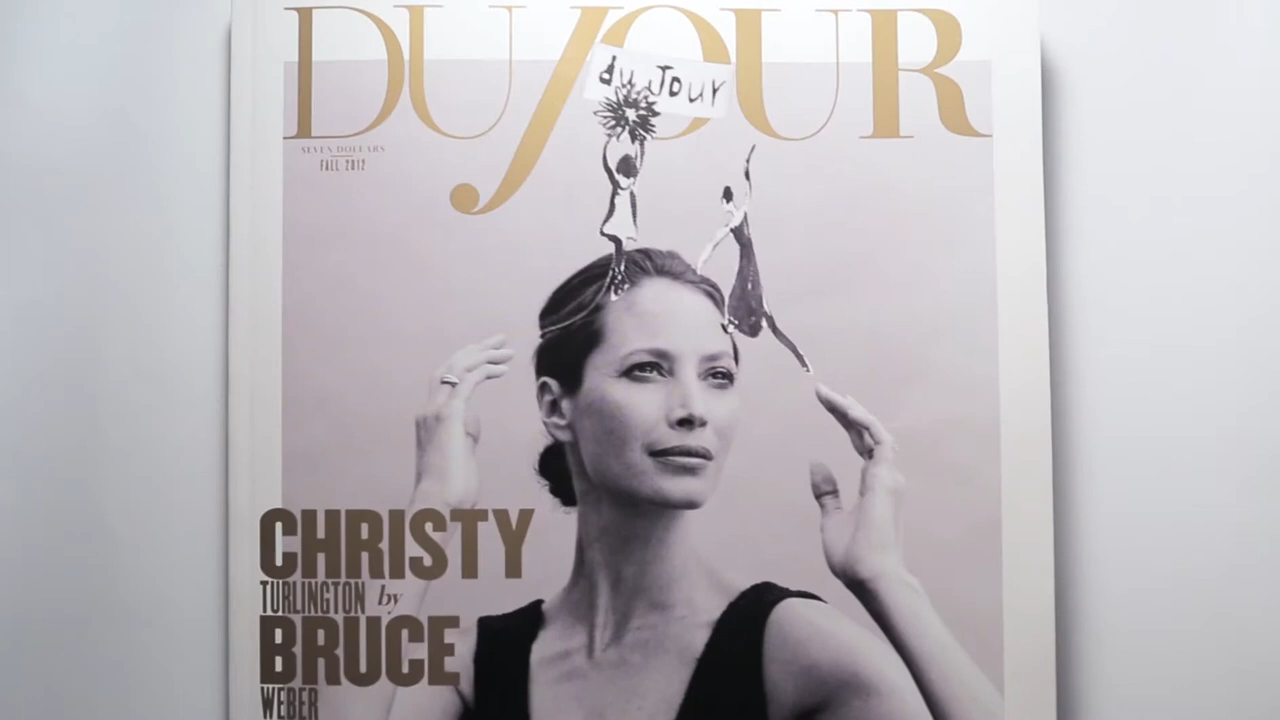 DUJOUR
du Jour
SEVEN DOLLARS
FALL 2012
CHRISTY
TURLINGTON by
BRUCE
WEBER